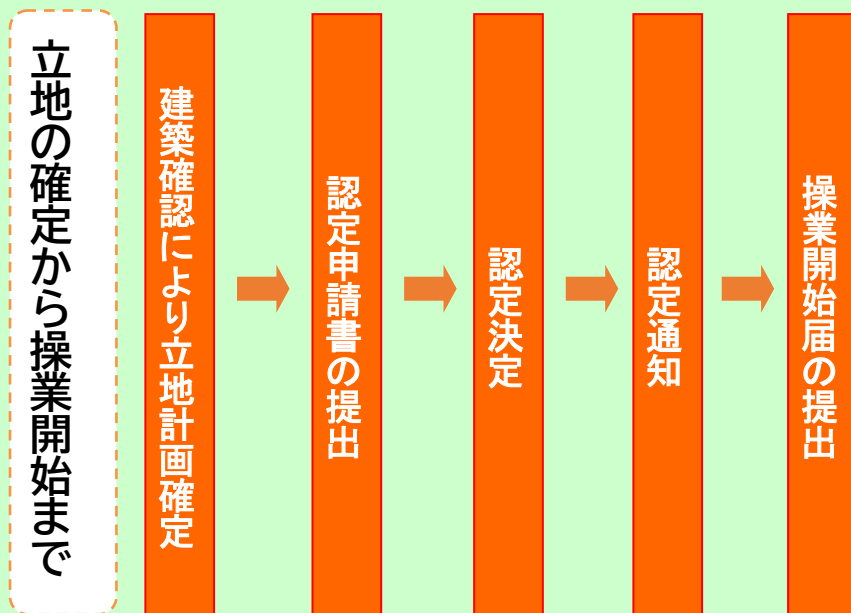 立地の確定から操業開始まで
建築確認により立地計画確定
認定申請書の提出
認定決定
認定通知
操業開始届の提出